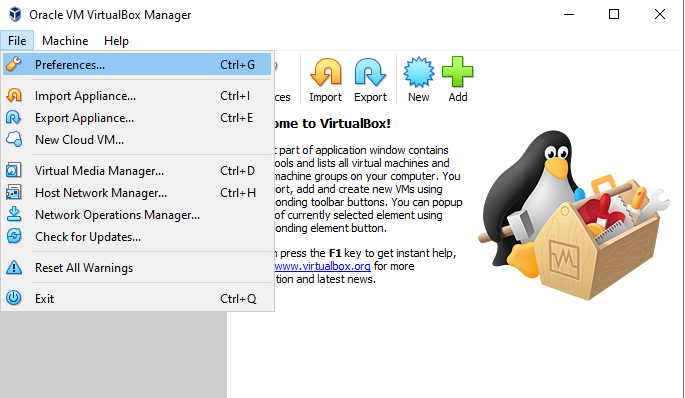 Oracle VM VirtualBox Manager
File Machine Help
Preferences... Ctrl+G
Import Appliance... Ctrl+I
Export Appliance... Ctrl+E
New Cloud VM...
Virtual Media Manager... Ctrl+D
Host Network Manager... Ctrl+H
Network Operations Manager...
Check for Updates...
Reset All Warnings
Exit Ctrl+Q
Import Export New Add
ome to VirtualBox!
t part of application window contains
ools and lists all virtual machines and
machine groups on your computer. You
ort, add and create new VMs using
onding toolbar buttons. You can popup
of currently selected element using
onding element button.
press the F1 key to get instant help,
www.virtualbox.org for more
tion and latest news.